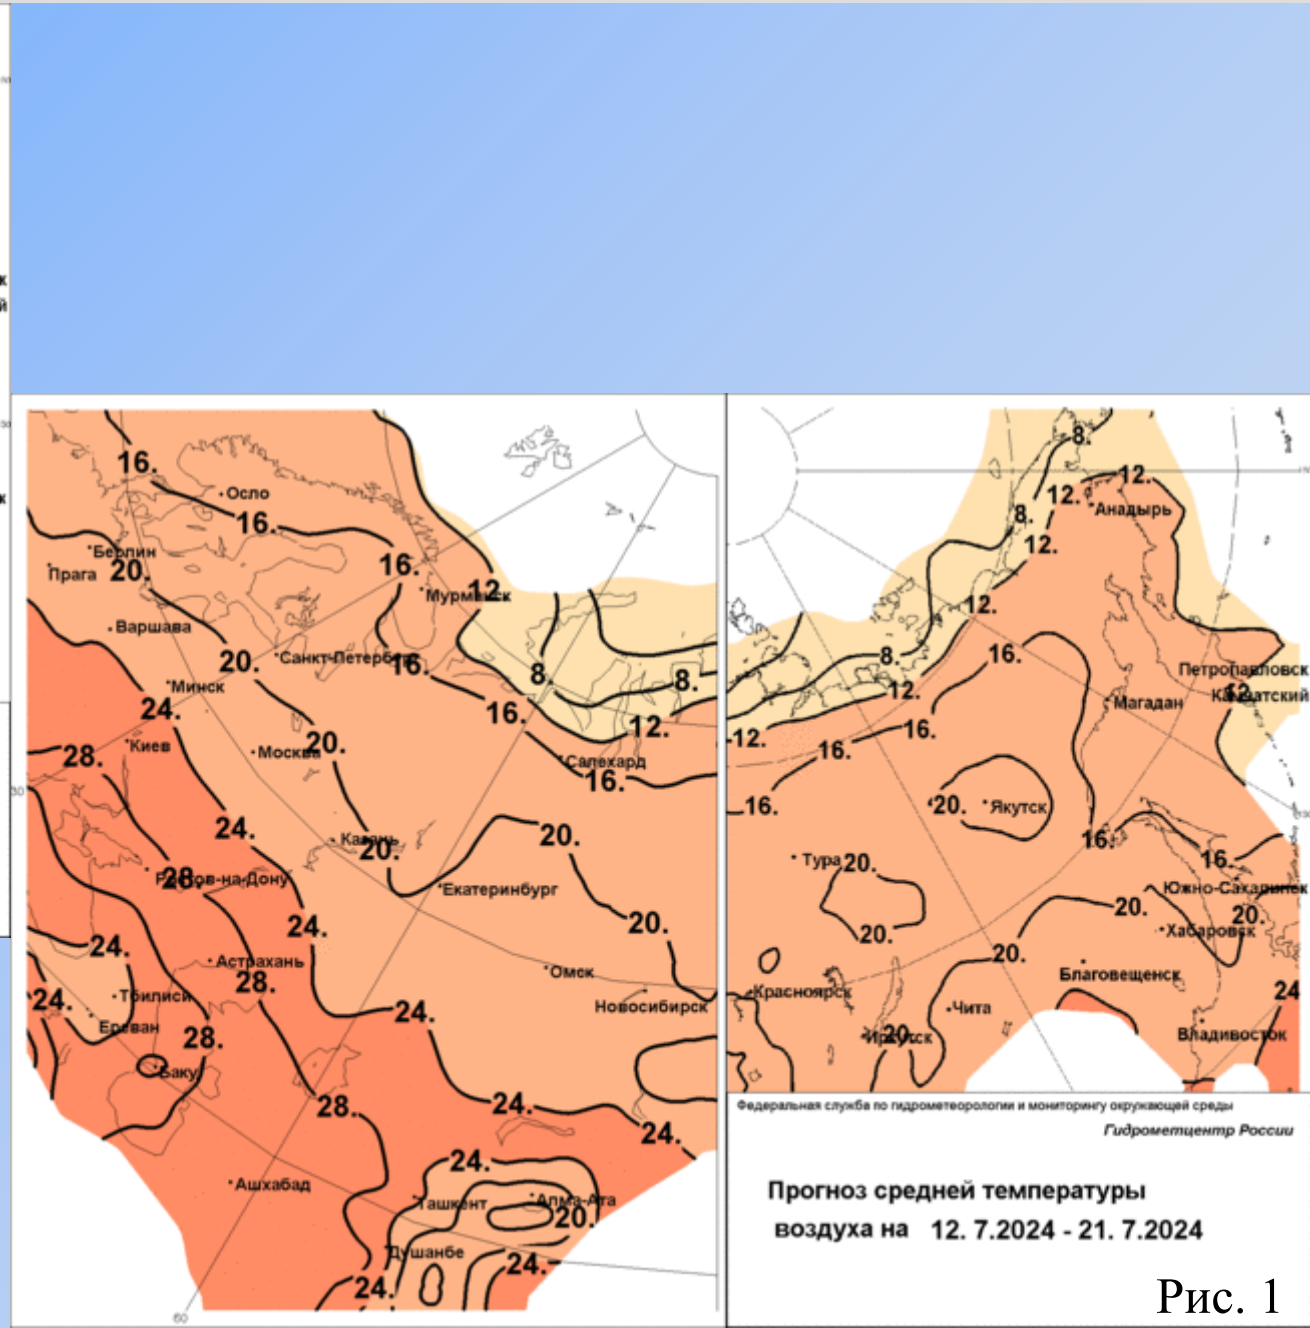 16.
Осло
16.
Берлин
16.
Прага
20.
Мурманск
12.
Варшава
20.
Санкт-Петербург
16.
8.
8.
Минск
24.
16.
12.
Киев
Москва
20.
28.
Салехард
16.
24.
Казань
20.
20.
28.
Ростов-на-Дону
Екатеринбург
24.
20.
24.
Астрахань
28.
Омск
24.
Тбилиси
Новосибирск
Ереван
24.
28.
Баку
28.
24.
24.
24.
Ашхабад
Ташкент
Алма-Ата
20.
Душанбе
24.
24.
60
8.
12.
12.
Анадырь
8.
12.
12.
16.
8.
Петропавловск
Камчатский
12.
12.
Магадан
16.
12.
16.
16.
20.
Якутск
16.
Тура
20.
16.
Южно-Сахалинск
20.
20.
Хабаровск
20.
20.
Благовещенск
Красноярск
24
Чита
Иркутск
20.
Владивосток
Федеральная служба по гидрометеорологии и мониторингу окружающей среды
Гидрометцентр России
Прогноз средней температуры
воздуха на 12. 7.2024 - 21. 7.2024
Рис. 1